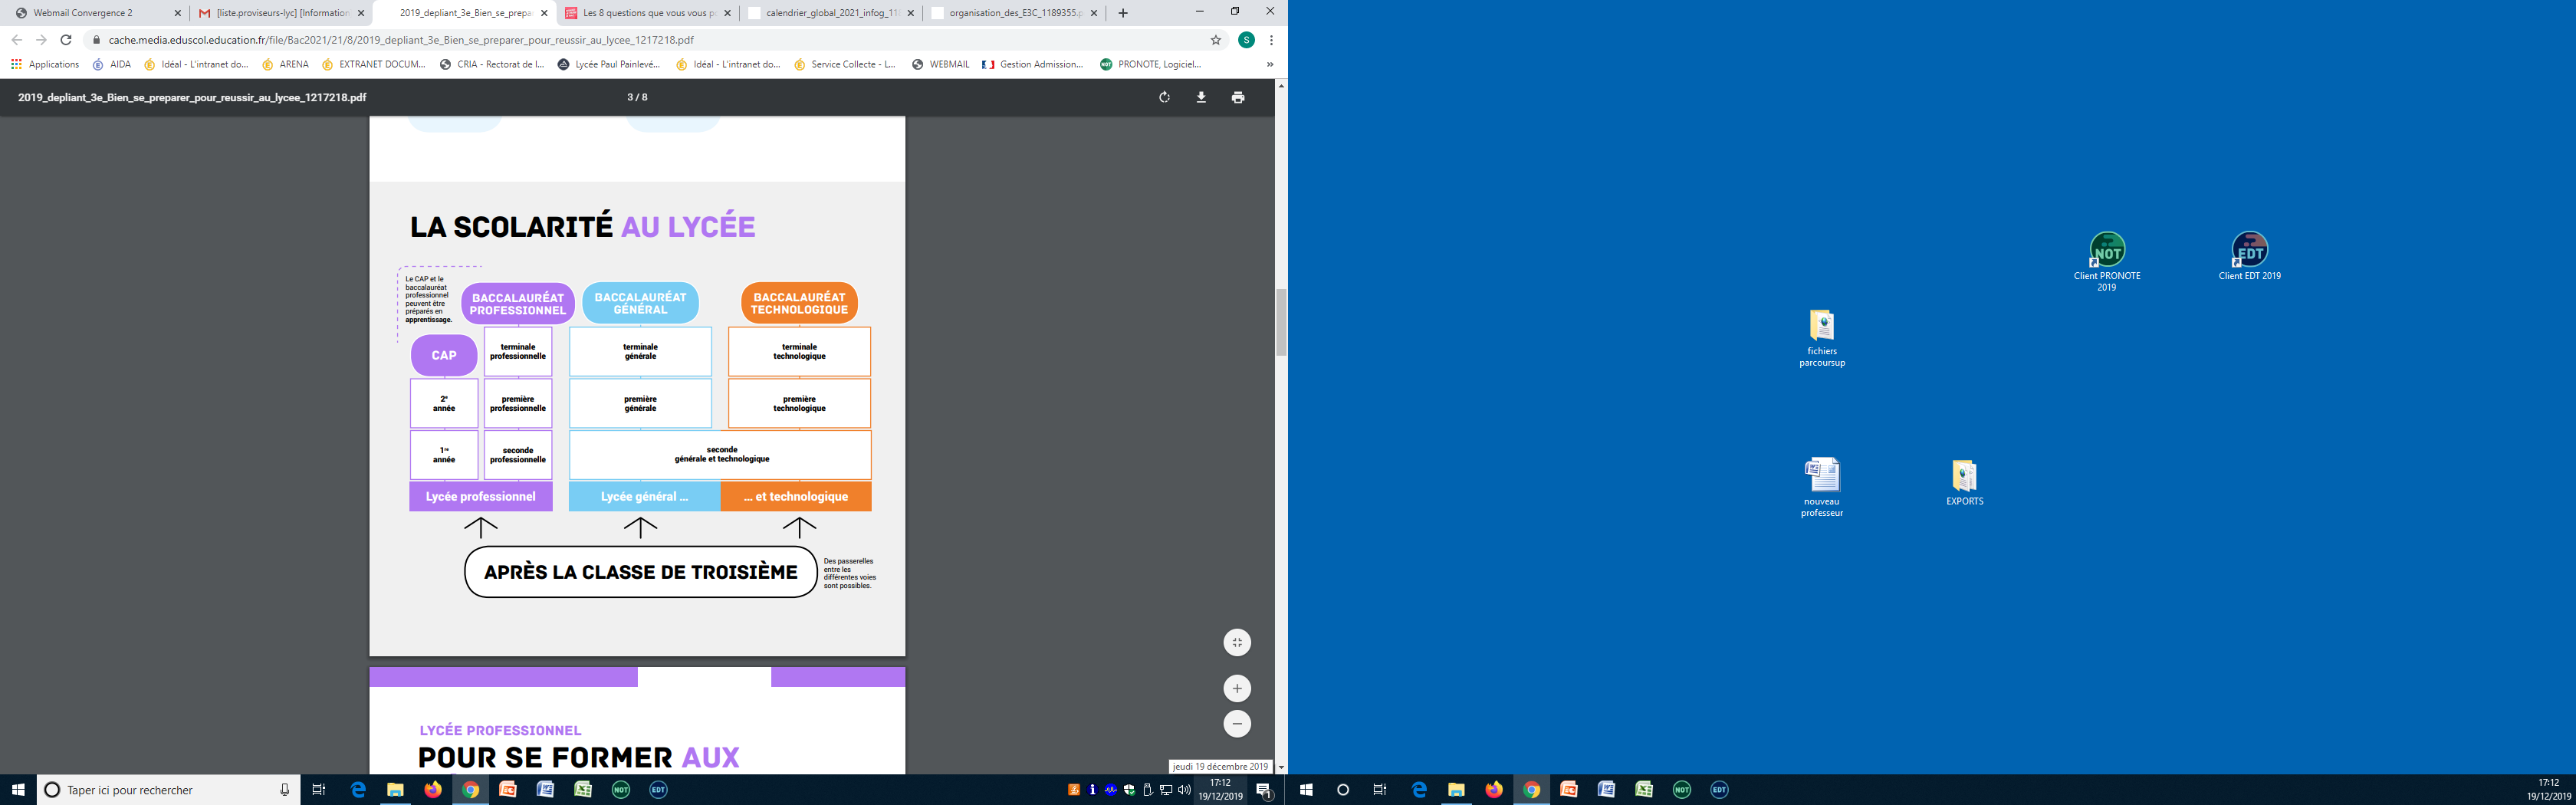 Webmail Convergence 2
[liste.proviseurs-lyc] [Information
2019_depliant_3e_Bien_se_prepa
Les 8 questions que vous vous p
calendrier_global_2021_infog_11
organisation_des_E3C_1189355.p
cache.media.eduscol.education.fr/file/Bac2021/21/8/2019_depliant_3e_Bien_se_preparer_pour_reussir_au_lycee_1217218.pdf
S
Applications
AIDA
Idéal - L'intranet do...
ARENA
EXTRANET DOCUM...
CRIA - Rectorat de l...
Lycée Paul Painlevé...
Idéal - L'intranet do...
Service Collecte - L...
WEBMAIL
Gestion Admission...
PRONOTE, Logiciel...
»
2019_depliant_3e_Bien_se_preparer_pour_reussir_au_lycee_1217218.pdf
3 / 8
LA SCOLARITÉ AU LYCÉE
Le CAP et le
baccalauréat
professionnel
peuvent être
préparés en
apprentissage.
BACCALAURÉAT
PROFESSIONNEL
BACCALAURÉAT
GÉNÉRAL
BACCALAURÉAT
TECHNOLOGIQUE
CAP
terminale
professionnelle
terminale
générale
terminale
technologique
2e
année
première
professionnelle
première
générale
première
technologique
1re
année
seconde
professionnelle
seconde
générale et technologique
Lycée professionnel
Lycée général ...
... et technologique
APRÈS LA CLASSE DE TROISIÈME
Des passerelles
entre les
différentes voies
sont possibles.
LYCÉE PROFESSIONNEL
POUR SE FORMER AUX
jeudi 19 décembre 2019
Taper ici pour rechercher
NOT
EDT
17:12
19/12/2019
1
NOT
Client PRONOTE
2019
EDT
Client EDT 2019
fichiers
parcoursup
nouveau
professeur
EXPORTS
NOT
EDT
17:12
19/12/2019